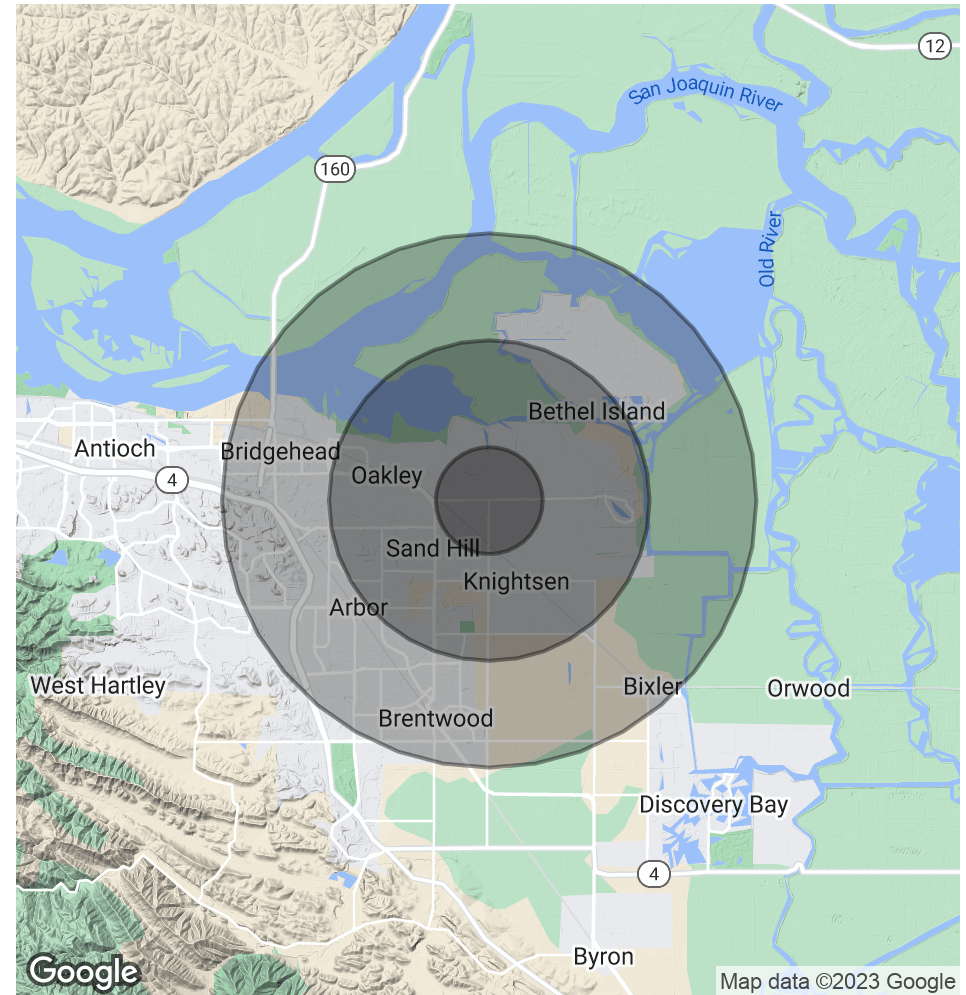 12
San Joaquin River
160
Old River
Bethel Island
Antioch
Bridgehead
4
Oakley
Sand Hill
Knightsen
Arbor
West Hartley
Bixler
Orwood
Brentwood
Discovery Bay
4
Byron
Google
Map data ©2023 Google